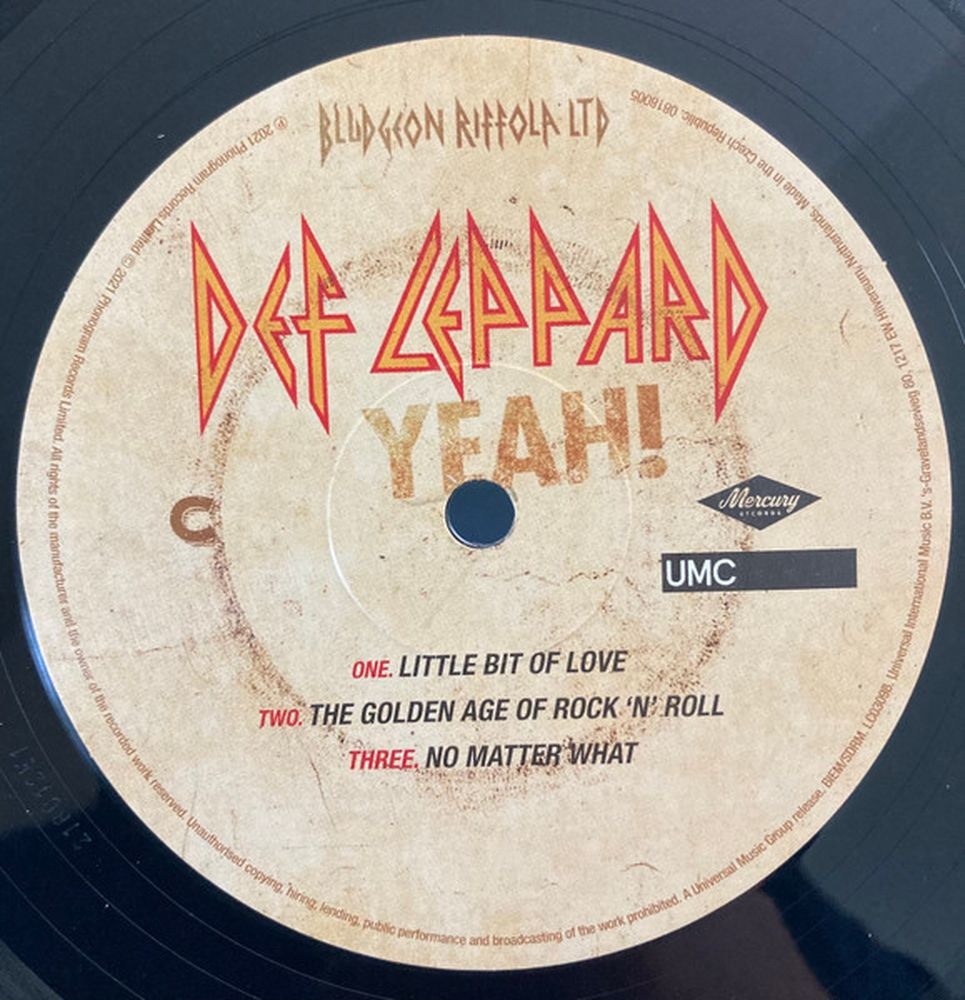 BLUDGEON RIFFOLA LTD
DEF LEPPARD
YEAH!
C
Mercury
RECORDS
UMC
ONE. LITTLE BIT OF LOVE
TWO. THE GOLDEN AGE OF ROCK ‘N’ ROLL
THREE. NO MATTER WHAT
℗ 2021 Phonogram Records Limited © 2021 Phonogram Records Limited. All rights of the manufacturer and the owner of the recorded work reserved. Unauthorised copying, hiring, lending, public performance and broadcasting of the work prohibited. A Universal Music Group release. BIEM/SDRM. LC03098. Universal International Music B.V. 's-Gravelandseweg 80, 1217 EW Hilversum, Netherlands. Made in the Czech Republic. 0818005